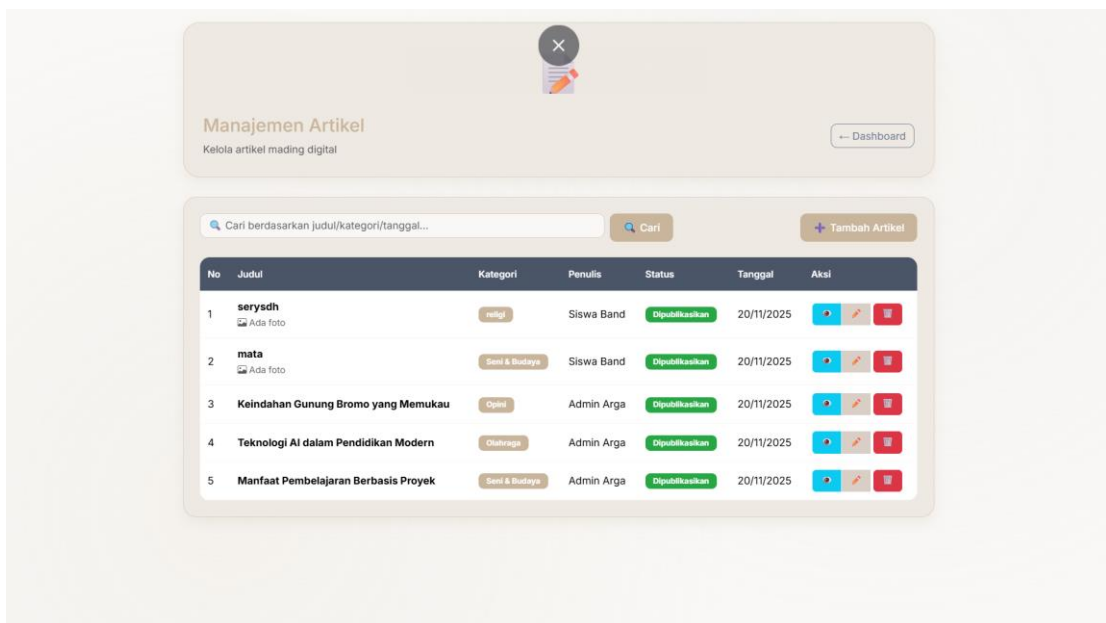 Manajemen Artikel
Kelola artikel mading digital
← Dashboard
Cari berdasarkan judul/kategori/tanggal...
Cari
Tambah Artikel
No Judul Kategori Penulis Status Tanggal Aksi
1 serysdh religi Siswa Band Dipublikasikan 20/11/2025
Ada foto
2 mata Seni & Budaya Siswa Band Dipublikasikan 20/11/2025
Ada foto
3 Keindahan Gunung Bromo yang Memukau Opini Admin Arga Dipublikasikan 20/11/2025
4 Teknologi AI dalam Pendidikan Modern Olahraga Admin Arga Dipublikasikan 20/11/2025
5 Manfaat Pembelajaran Berbasis Proyek Seni & Budaya Admin Arga Dipublikasikan 20/11/2025